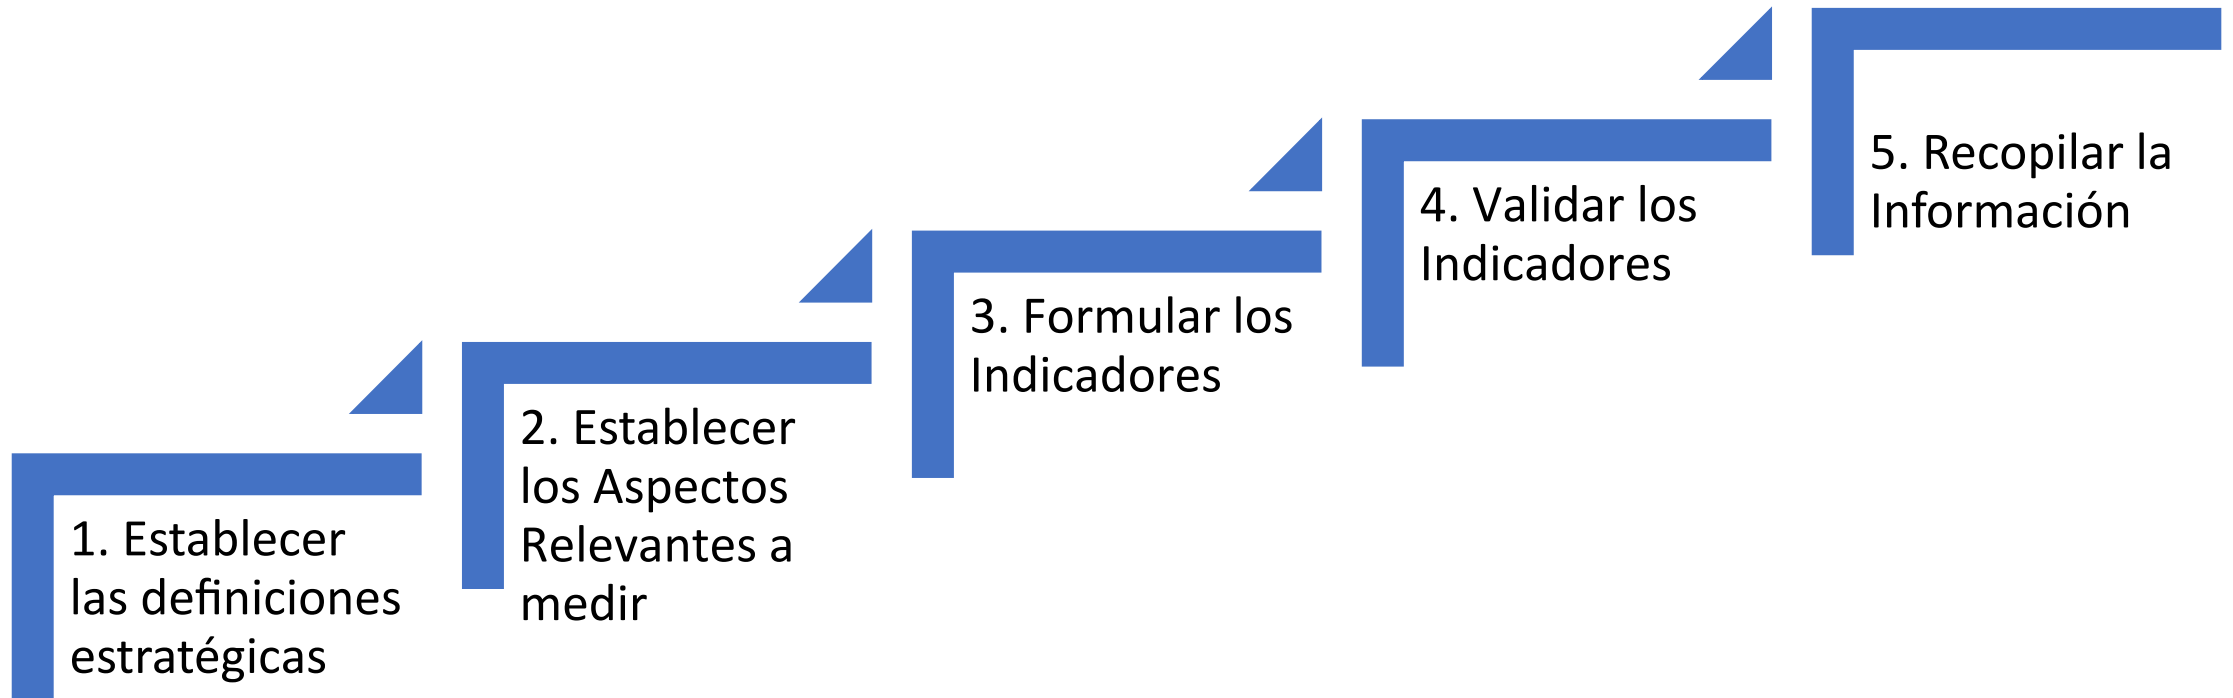 1. Establecer
las definiciones
estratégicas
2. Establecer
los Aspectos
Relevantes a
medir
3. Formular los
Indicadores
4. Validar los
Indicadores
5. Recopilar la
Información